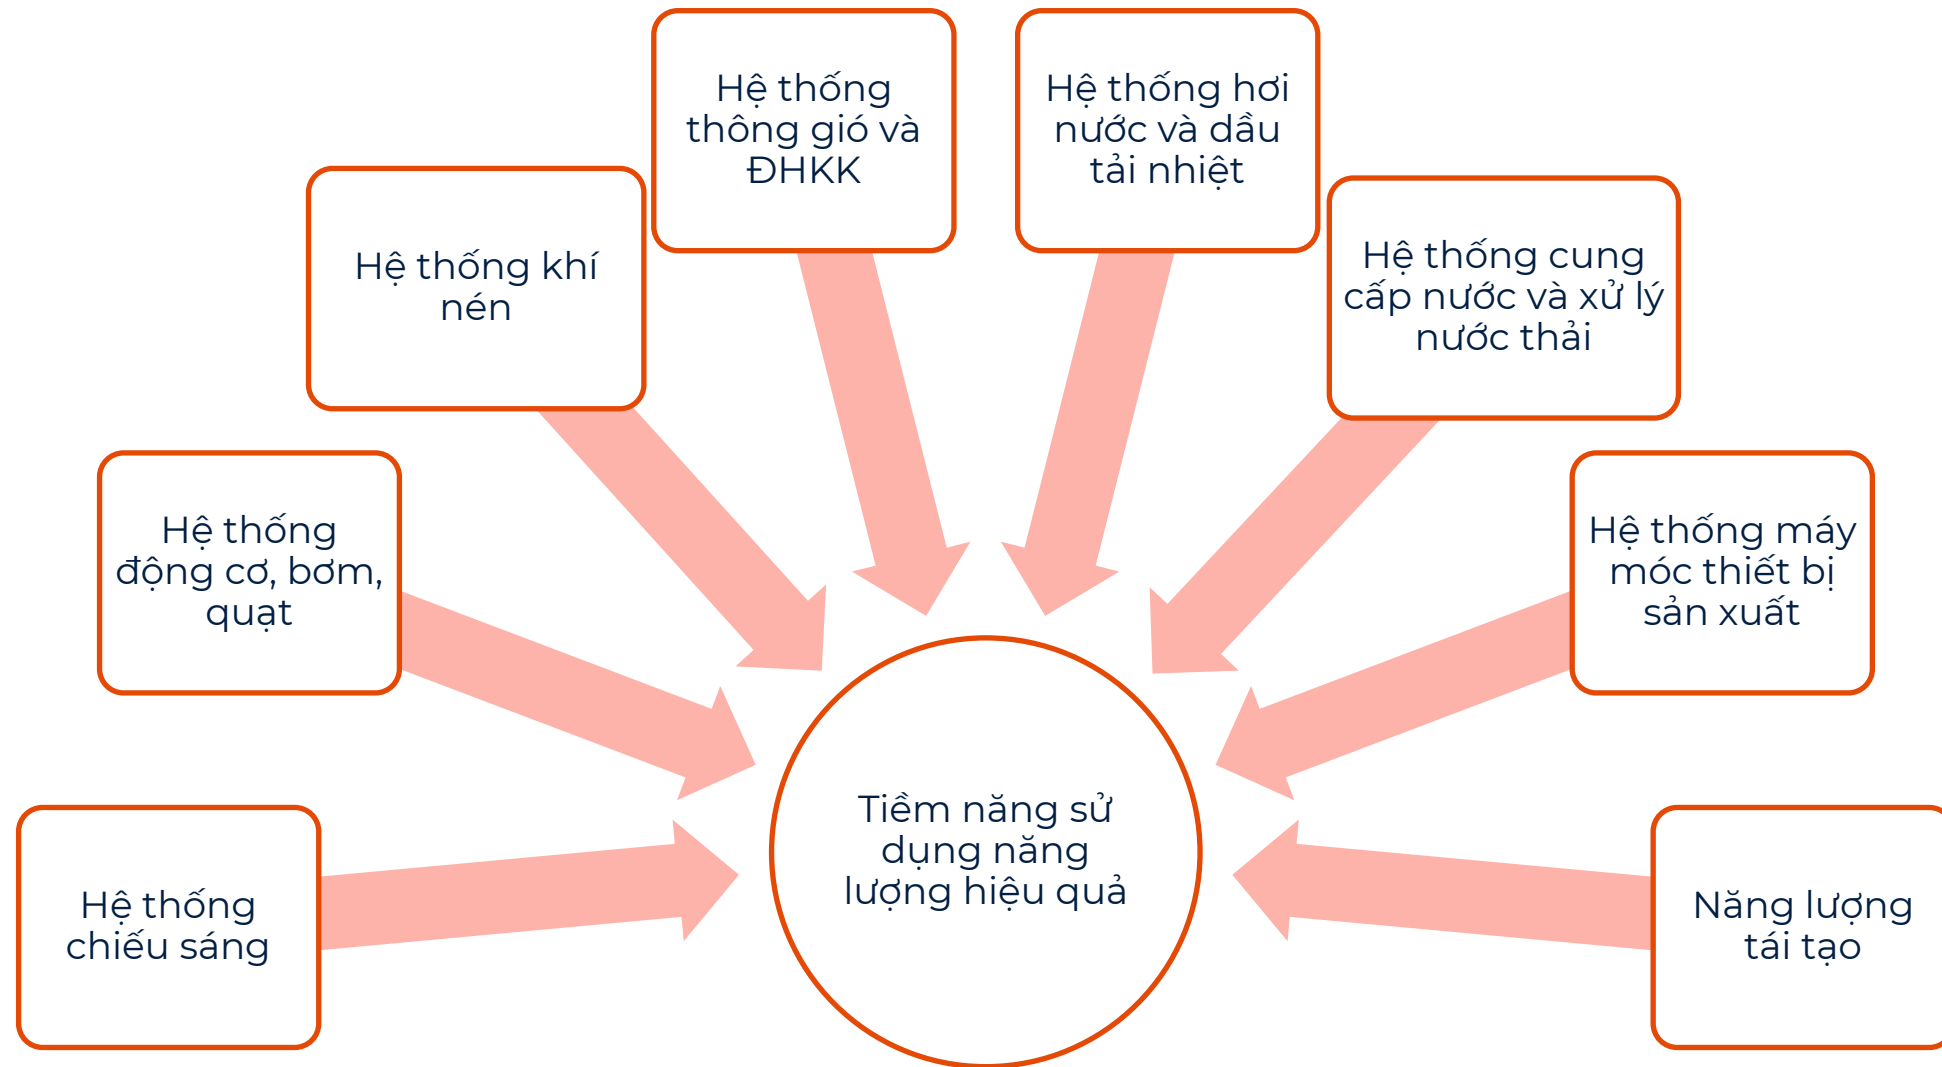 Hệ thống
thông gió và
ĐHKK
Hệ thống hơi
nước và dầu
tải nhiệt
Hệ thống khí
nén
Hệ thống cung
cấp nước và xử lý
nước thải
Hệ thống
động cơ, bơm,
quạt
Hệ thống máy
móc thiết bị
sản xuất
Hệ thống
chiếu sáng
Tiềm năng sử
dụng năng
lượng hiệu quả
Năng lượng
tái tạo